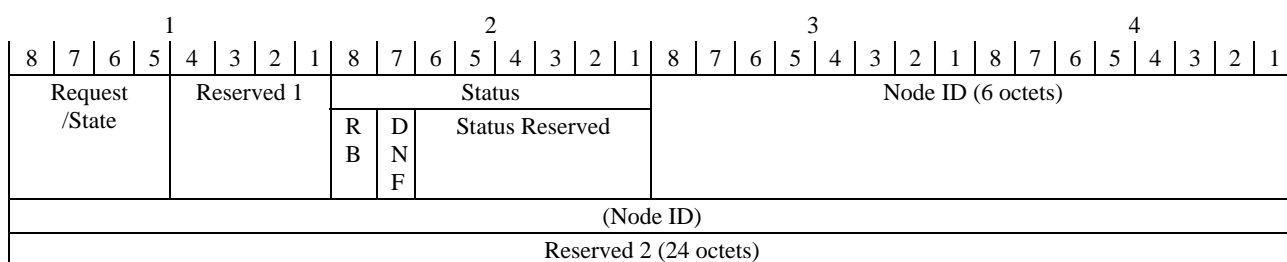 1 2 3 4
8 7 6 5 4 3 2 1 8 7 6 5 4 3 2 1 8 7 6 5 4 3 2 1 8 7 6 5 4 3 2 1
Request
/State
Reserved 1
Status
RB
DNF
Status Reserved
Node ID (6 octets)
(Node ID)
Reserved 2 (24 octets)